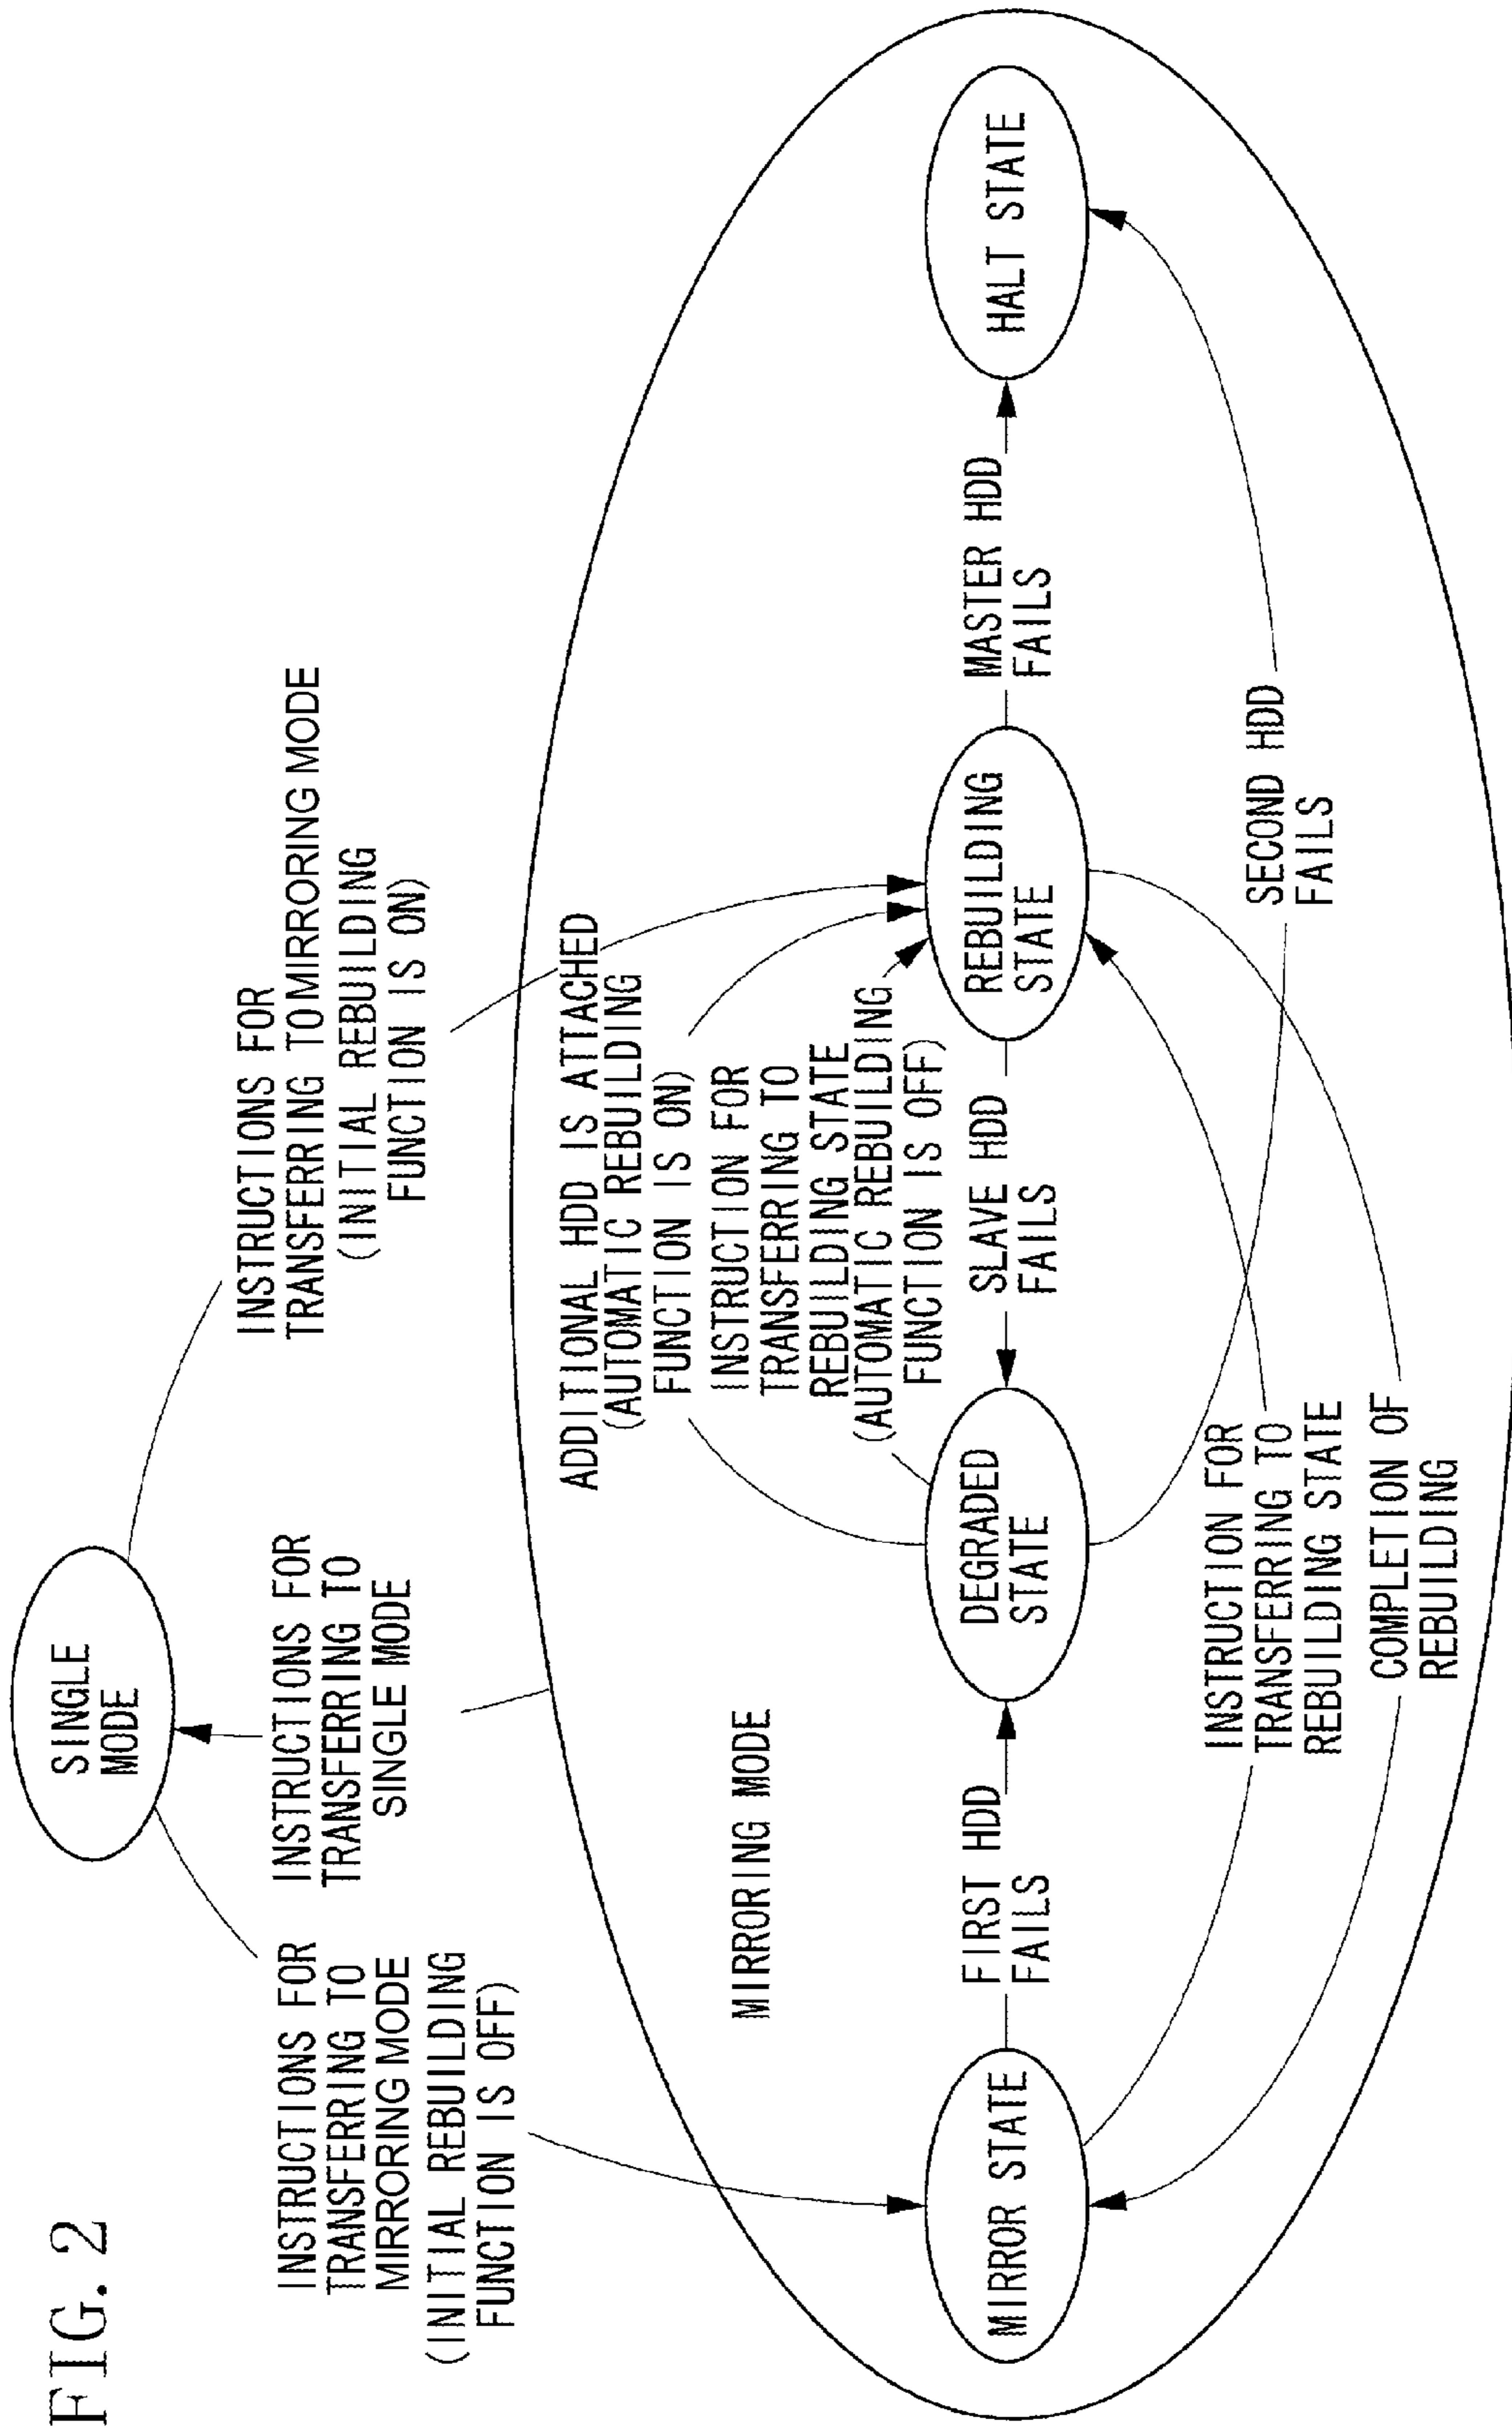 FIG. 2
SINGLE
MODE
INSTRUCTIONS FOR
TRANSFERRING TO
MIRRORING MODE
(INITIAL REBUILDING
FUNCTION IS OFF)
INSTRUCTIONS FOR
TRANSFERRING TO
SINGLE MODE
INSTRUCTIONS FOR
TRANSFERRING TO MIRRORING MODE
(INITIAL REBUILDING
FUNCTION IS ON)
MIRRORING MODE
ADDITIONAL HDD IS ATTACHED
(AUTOMATIC REBUILDING
FUNCTION IS ON)
INSTRUCTION FOR
TRANSFERRING TO
REBUILDING STATE
(AUTOMATIC REBUILDING
FUNCTION IS OFF)
MIRROR STATE
FIRST HDD
FAILS
DEGRADED
STATE
SLAVE HDD
FAILS
REBUILDING
STATE
MASTER HDD
FAILS
HALT STATE
INSTRUCTION FOR
TRANSFERRING TO
REBUILDING STATE
SECOND HDD
FAILS
COMPLETION OF
REBUILDING